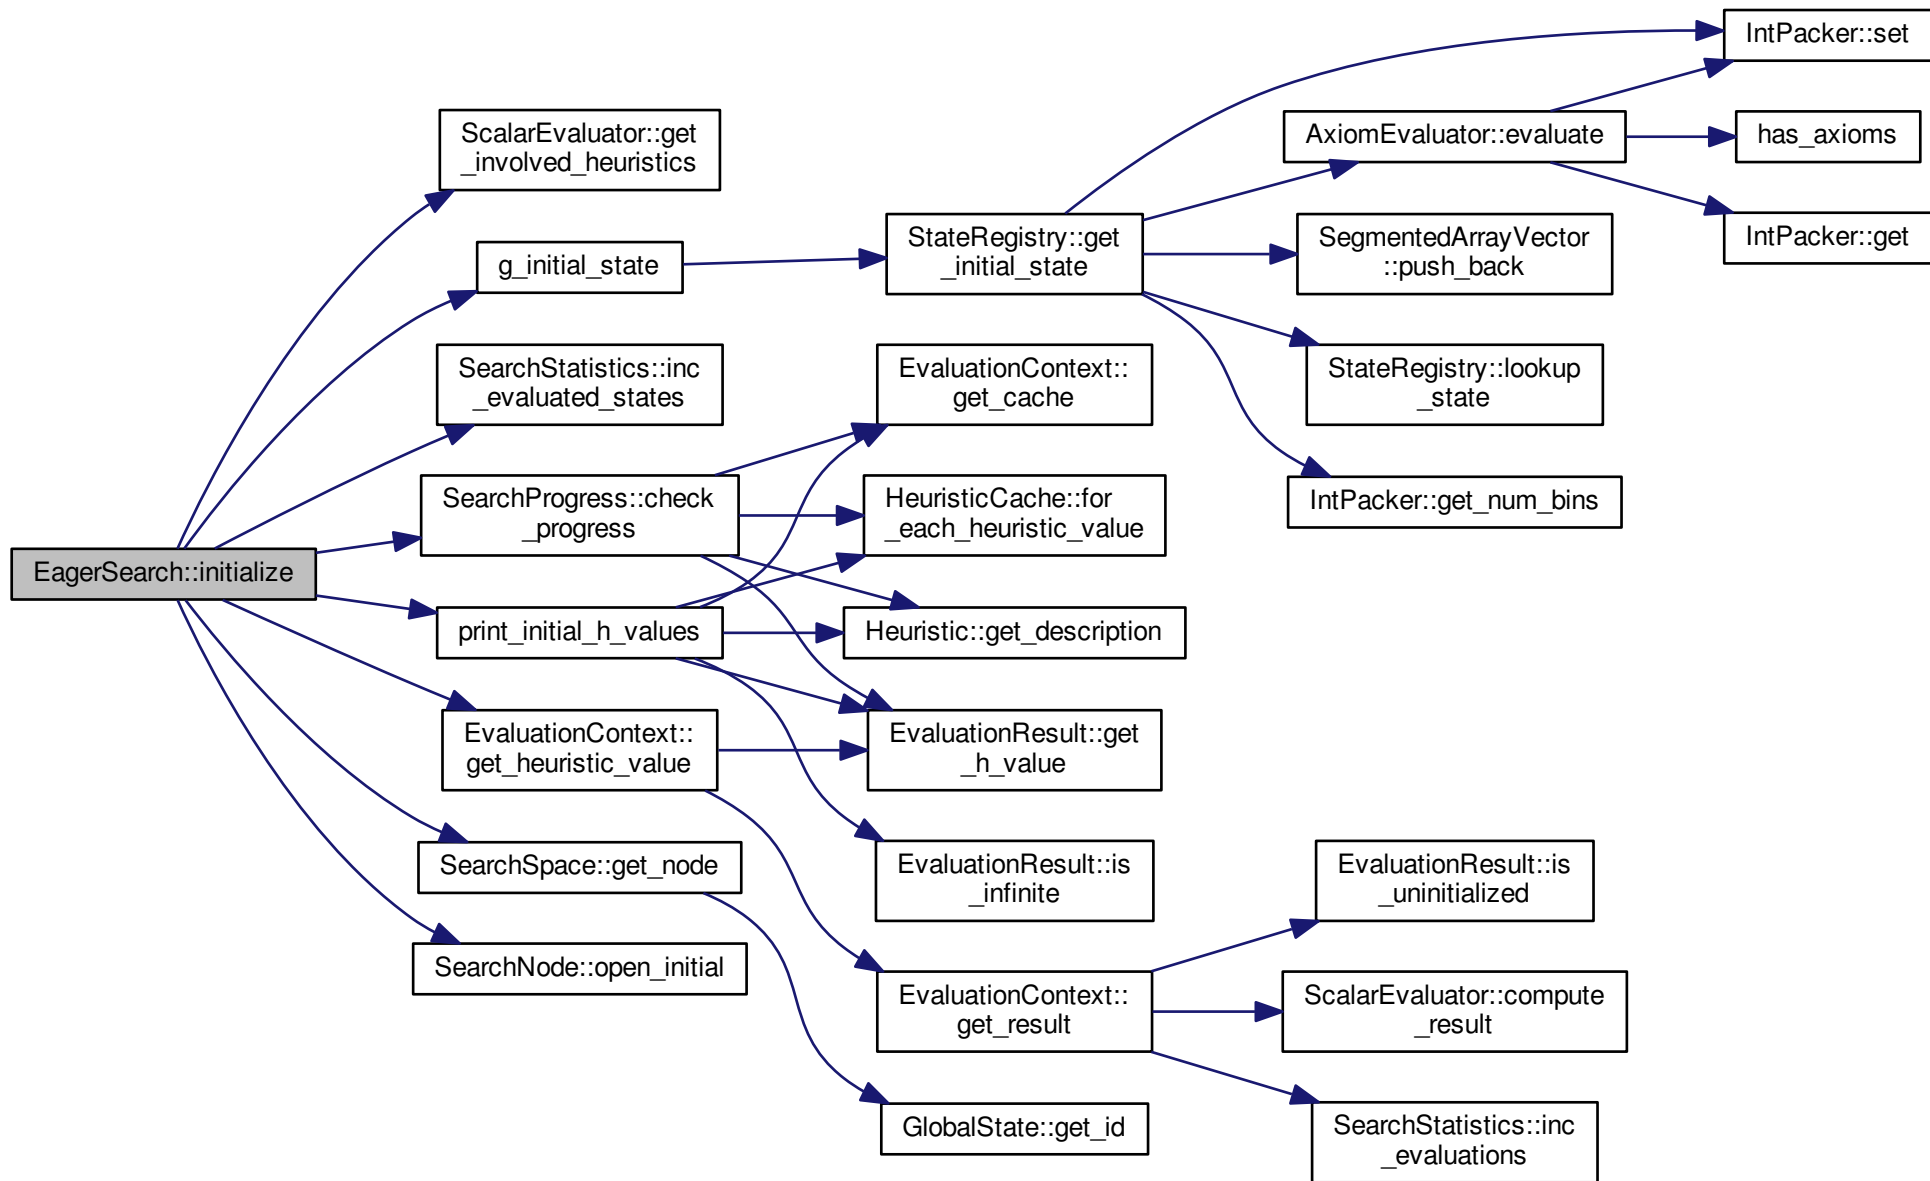 EagerSearch::initialize
ScalarEvaluator::get
_involved_heuristics
g_initial_state
SearchStatistics::inc
_evaluated_states
SearchProgress::check
_progress
print_initial_h_values
EvaluationContext::
get_heuristic_value
SearchSpace::get_node
SearchNode::open_initial
StateRegistry::get
_initial_state
EvaluationContext::
get_cache
HeuristicCache::for
_each_heuristic_value
Heuristic::get_description
EvaluationResult::get
_h_value
EvaluationResult::is
_infinite
EvaluationContext::
get_result
GlobalState::get_id
AxiomEvaluator::evaluate
SegmentedArrayVector
::push_back
StateRegistry::lookup
_state
IntPacker::get_num_bins
EvaluationResult::is
_uninitialized
ScalarEvaluator::compute
_result
SearchStatistics::inc
_evaluations
IntPacker::set
has_axioms
IntPacker::get